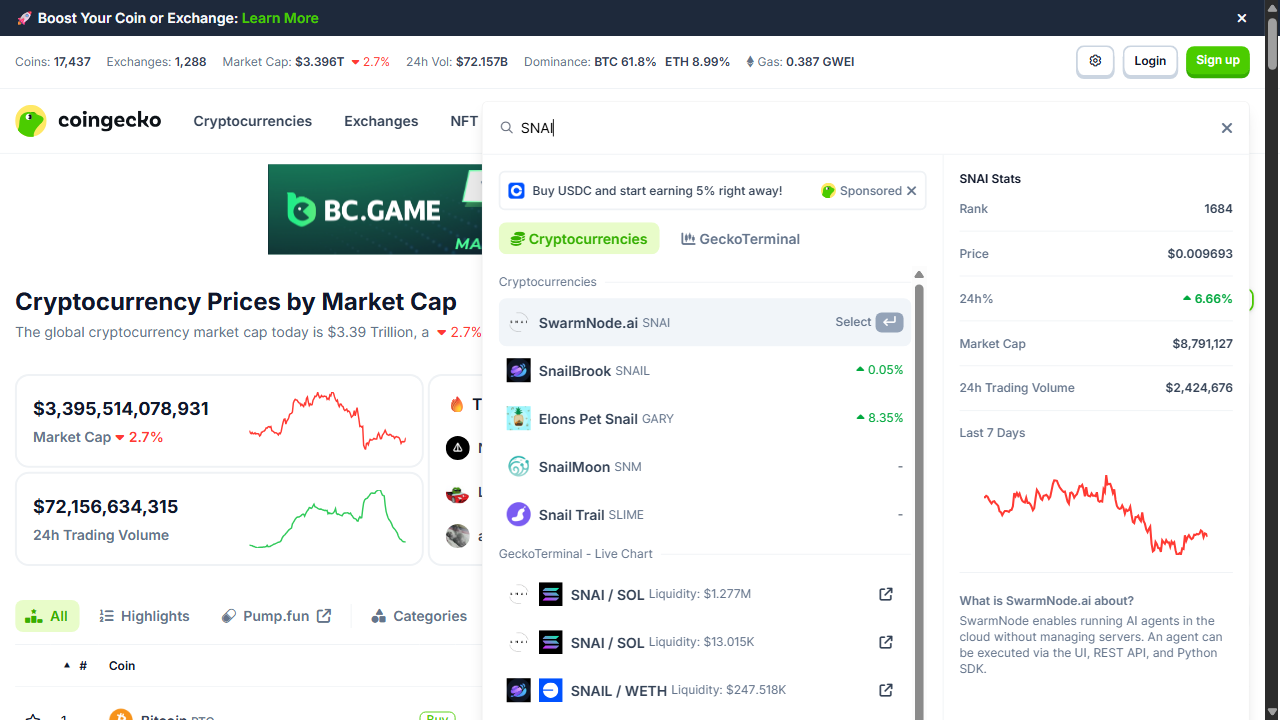 🚀 Boost Your Coin or Exchange: Learn More
Coins: 17,437 Exchanges: 1,288 Market Cap: $3.396T 2.7% 24h Vol: $72.157B Dominance: BTC 61.8% ETH 8.99% Gas: 0.387 GWEI
Login
Sign up
coingecko
Cryptocurrencies Exchanges NFT
SNAI
BC.GAME
Cryptocurrency Prices by Market Cap
The global cryptocurrency market cap today is $3.39 Trillion, a 2.7%
$3,395,514,078,931
Market Cap 2.7%
$72,156,634,315
24h Trading Volume
All Highlights Pump.fun Categories
# Coin
1 Bitcoin BTC Buy
Buy USDC and start earning 5% right away! Sponsored
Cryptocurrencies GeckoTerminal
Cryptocurrencies
SwarmNode.ai SNAI Select
SnailBrook SNAIL 0.05%
Elons Pet Snail GARY 8.35%
SnailMoon SNM -
Snail Trail SLIME -
GeckoTerminal - Live Chart
SNAI / SOL Liquidity: $1.277M
SNAI / SOL Liquidity: $13.015K
SNAIL / WETH Liquidity: $247.518K
SNAI Stats
Rank 1684
Price $0.009693
24h% 6.66%
Market Cap $8,791,127
24h Trading Volume $2,424,676
Last 7 Days
What is SwarmNode.ai about?
SwarmNode enables running AI agents in the
cloud without managing servers. An agent can
be executed via the UI, REST API, and Python
SDK.